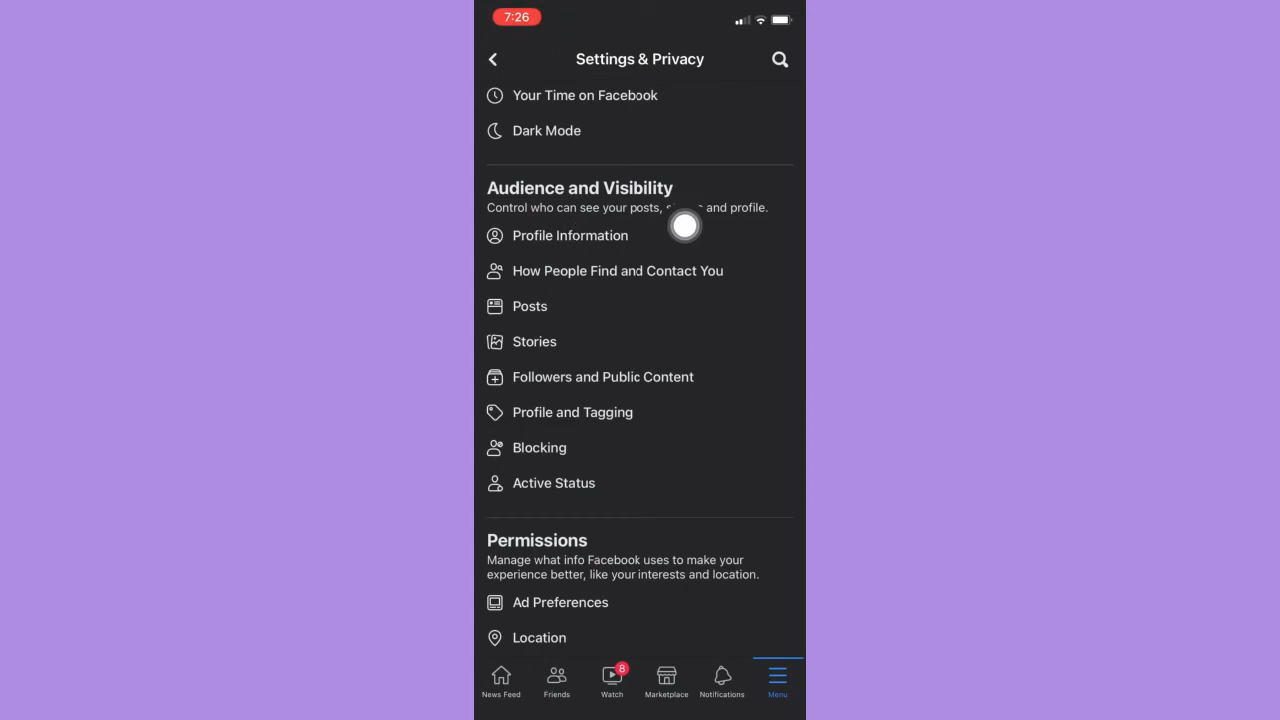 7:26
Settings & Privacy
Your Time on Facebook
Dark Mode
Audience and Visibility
Control who can see your posts, and profile.
Profile Information
How People Find and Contact You
Posts
Stories
Followers and Public Content
Profile and Tagging
Blocking
Active Status
Permissions
Manage what info Facebook uses to make your
experience better, like your interests and location.
Ad Preferences
Location
8
News Feed Friends Watch Marketplace Notifications Menu